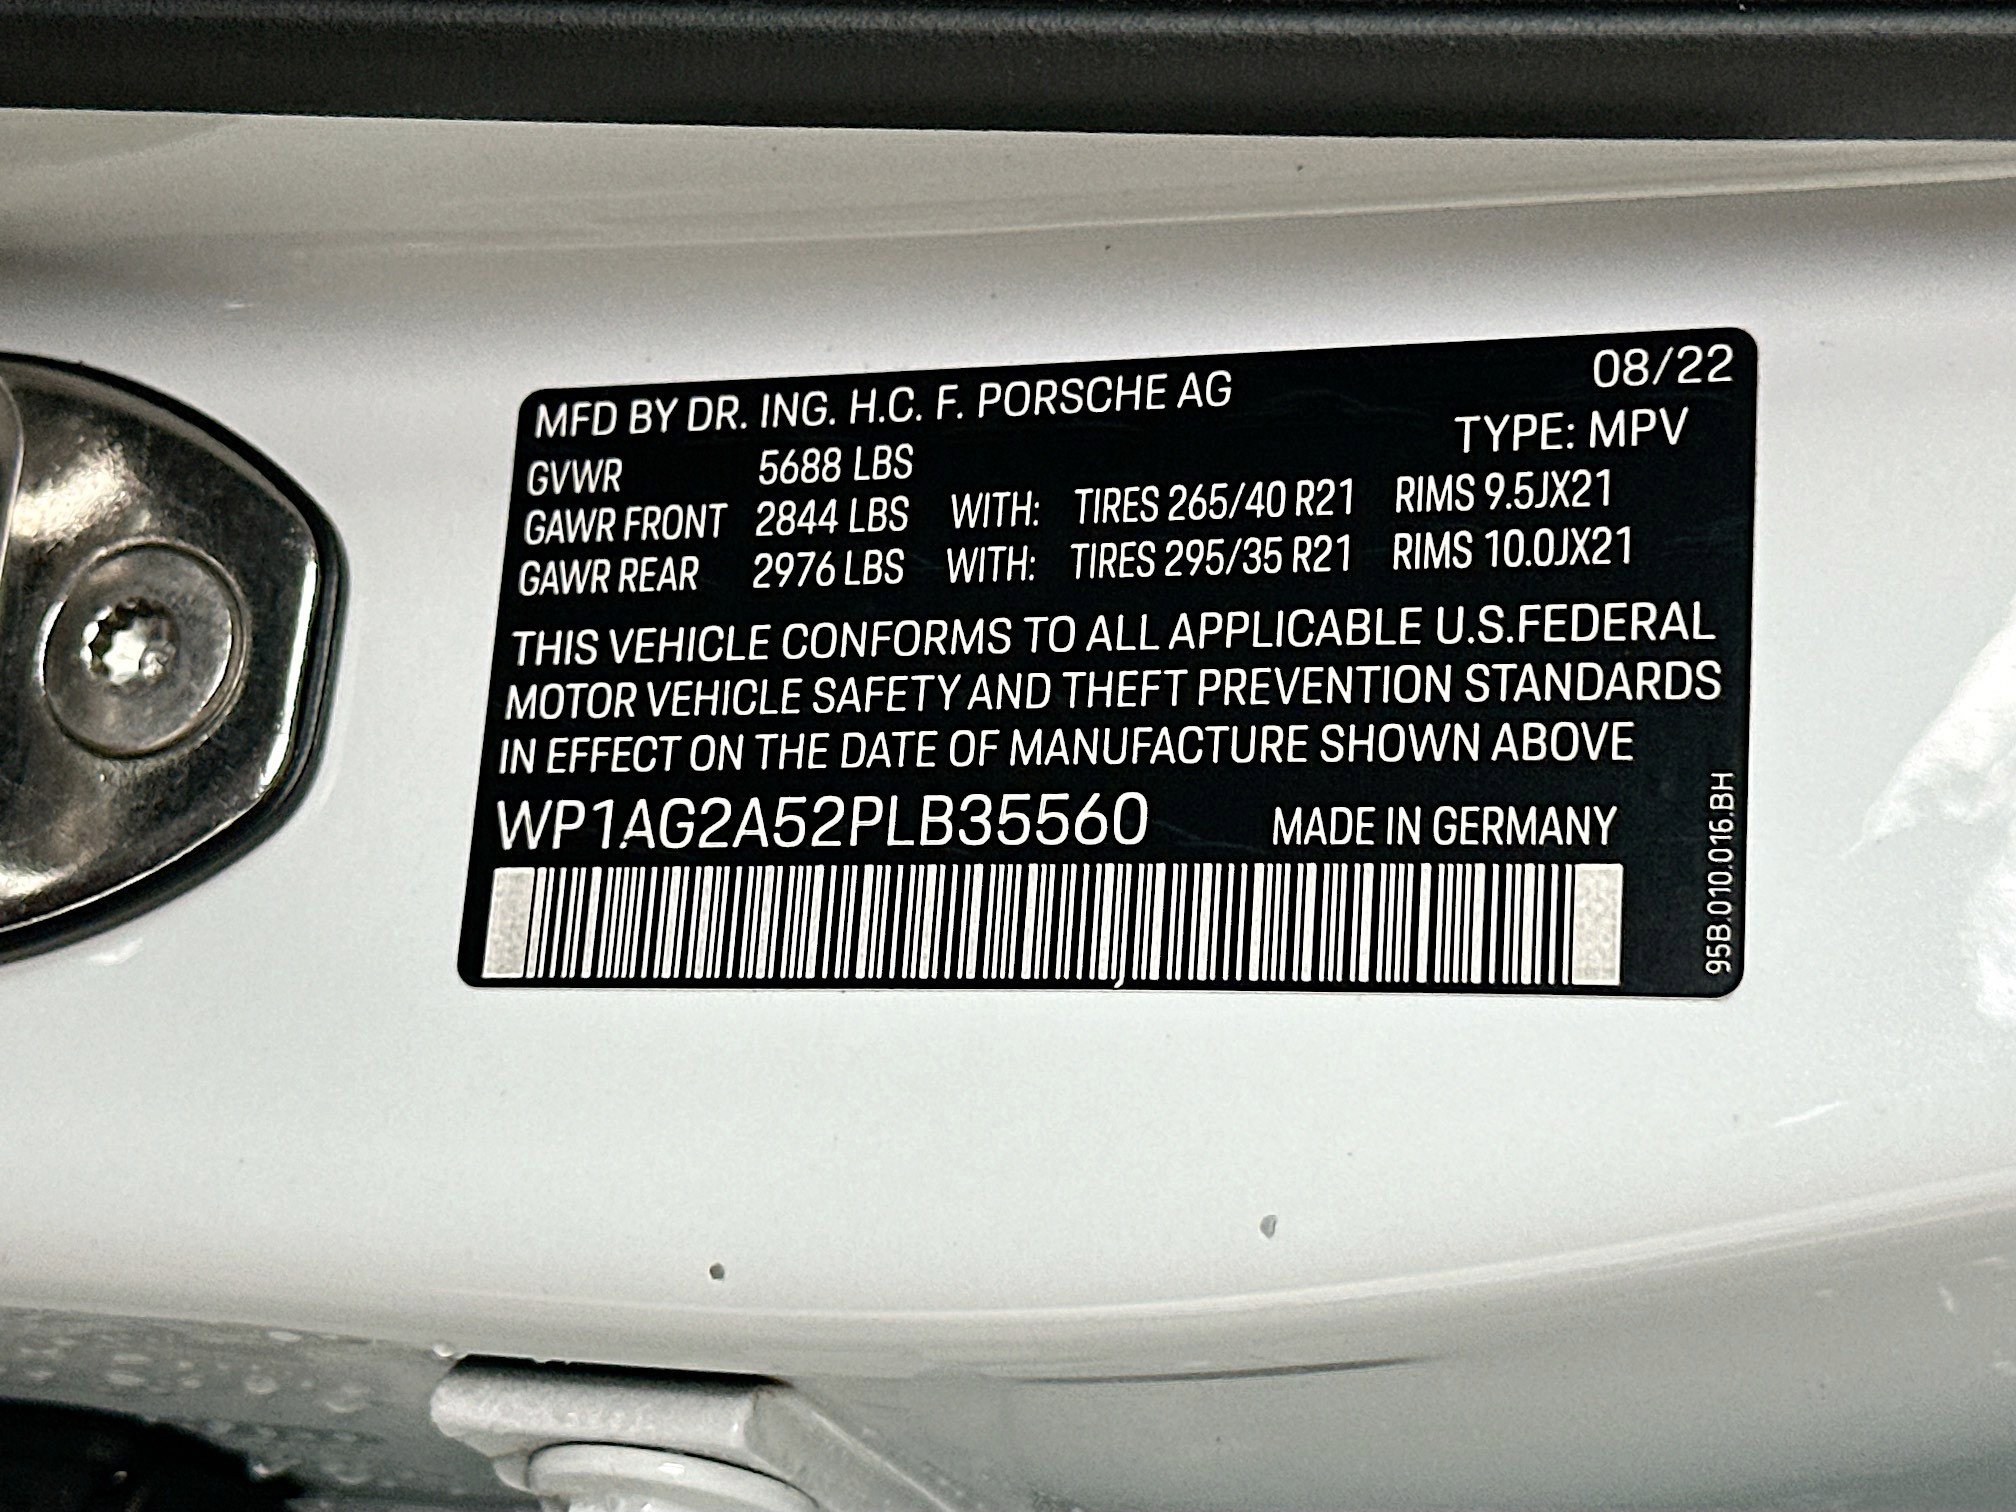 08/22
MFD BY DR. ING. H.C. F. PORSCHE AG
TYPE: MPV
GVWR 5688 LBS
GAWR FRONT 2844 LBS WITH: TIRES 265/40 R21 RIMS 9.5JX21
GAWR REAR 2976 LBS WITH: TIRES 295/35 R21 RIMS 10.0JX21
THIS VEHICLE CONFORMS TO ALL APPLICABLE U.S.FEDERAL
MOTOR VEHICLE SAFETY AND THEFT PREVENTION STANDARDS
IN EFFECT ON THE DATE OF MANUFACTURE SHOWN ABOVE
WP1AG2A52PLB35560 MADE IN GERMANY
95B.010.016.BH